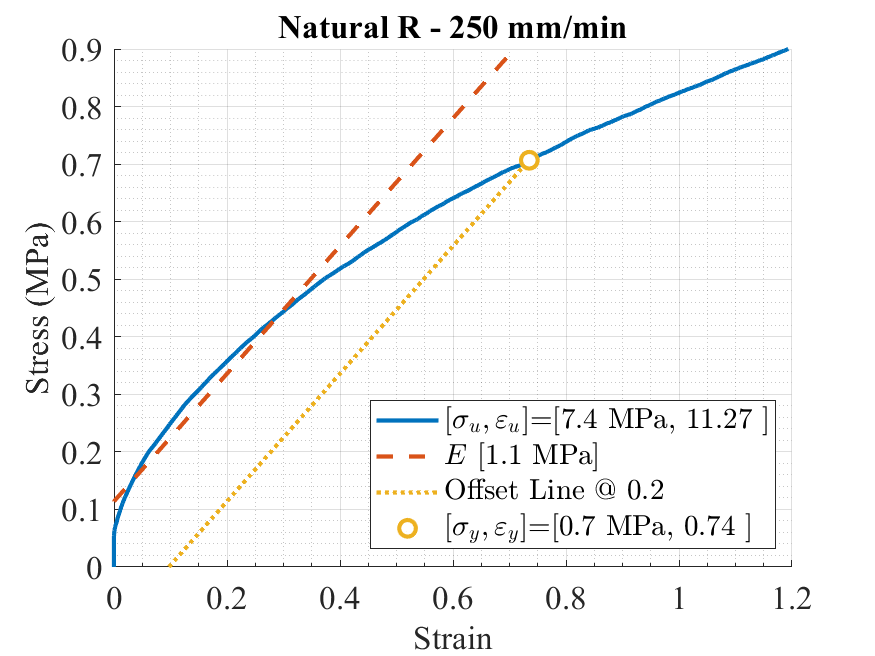 Natural R - 250 mm/min
0.9
0.8
0.7
0.6
0.5
0.4
0.3
0.2
0.1
0
Stress (MPa)
[σu, εu]=[7.4 MPa, 11.27 ]
E [1.1 MPa]
Offset Line @ 0.2
[σy, εy]=[0.7 MPa, 0.74 ]
0 0.2 0.4 0.6 0.8 1 1.2
Strain